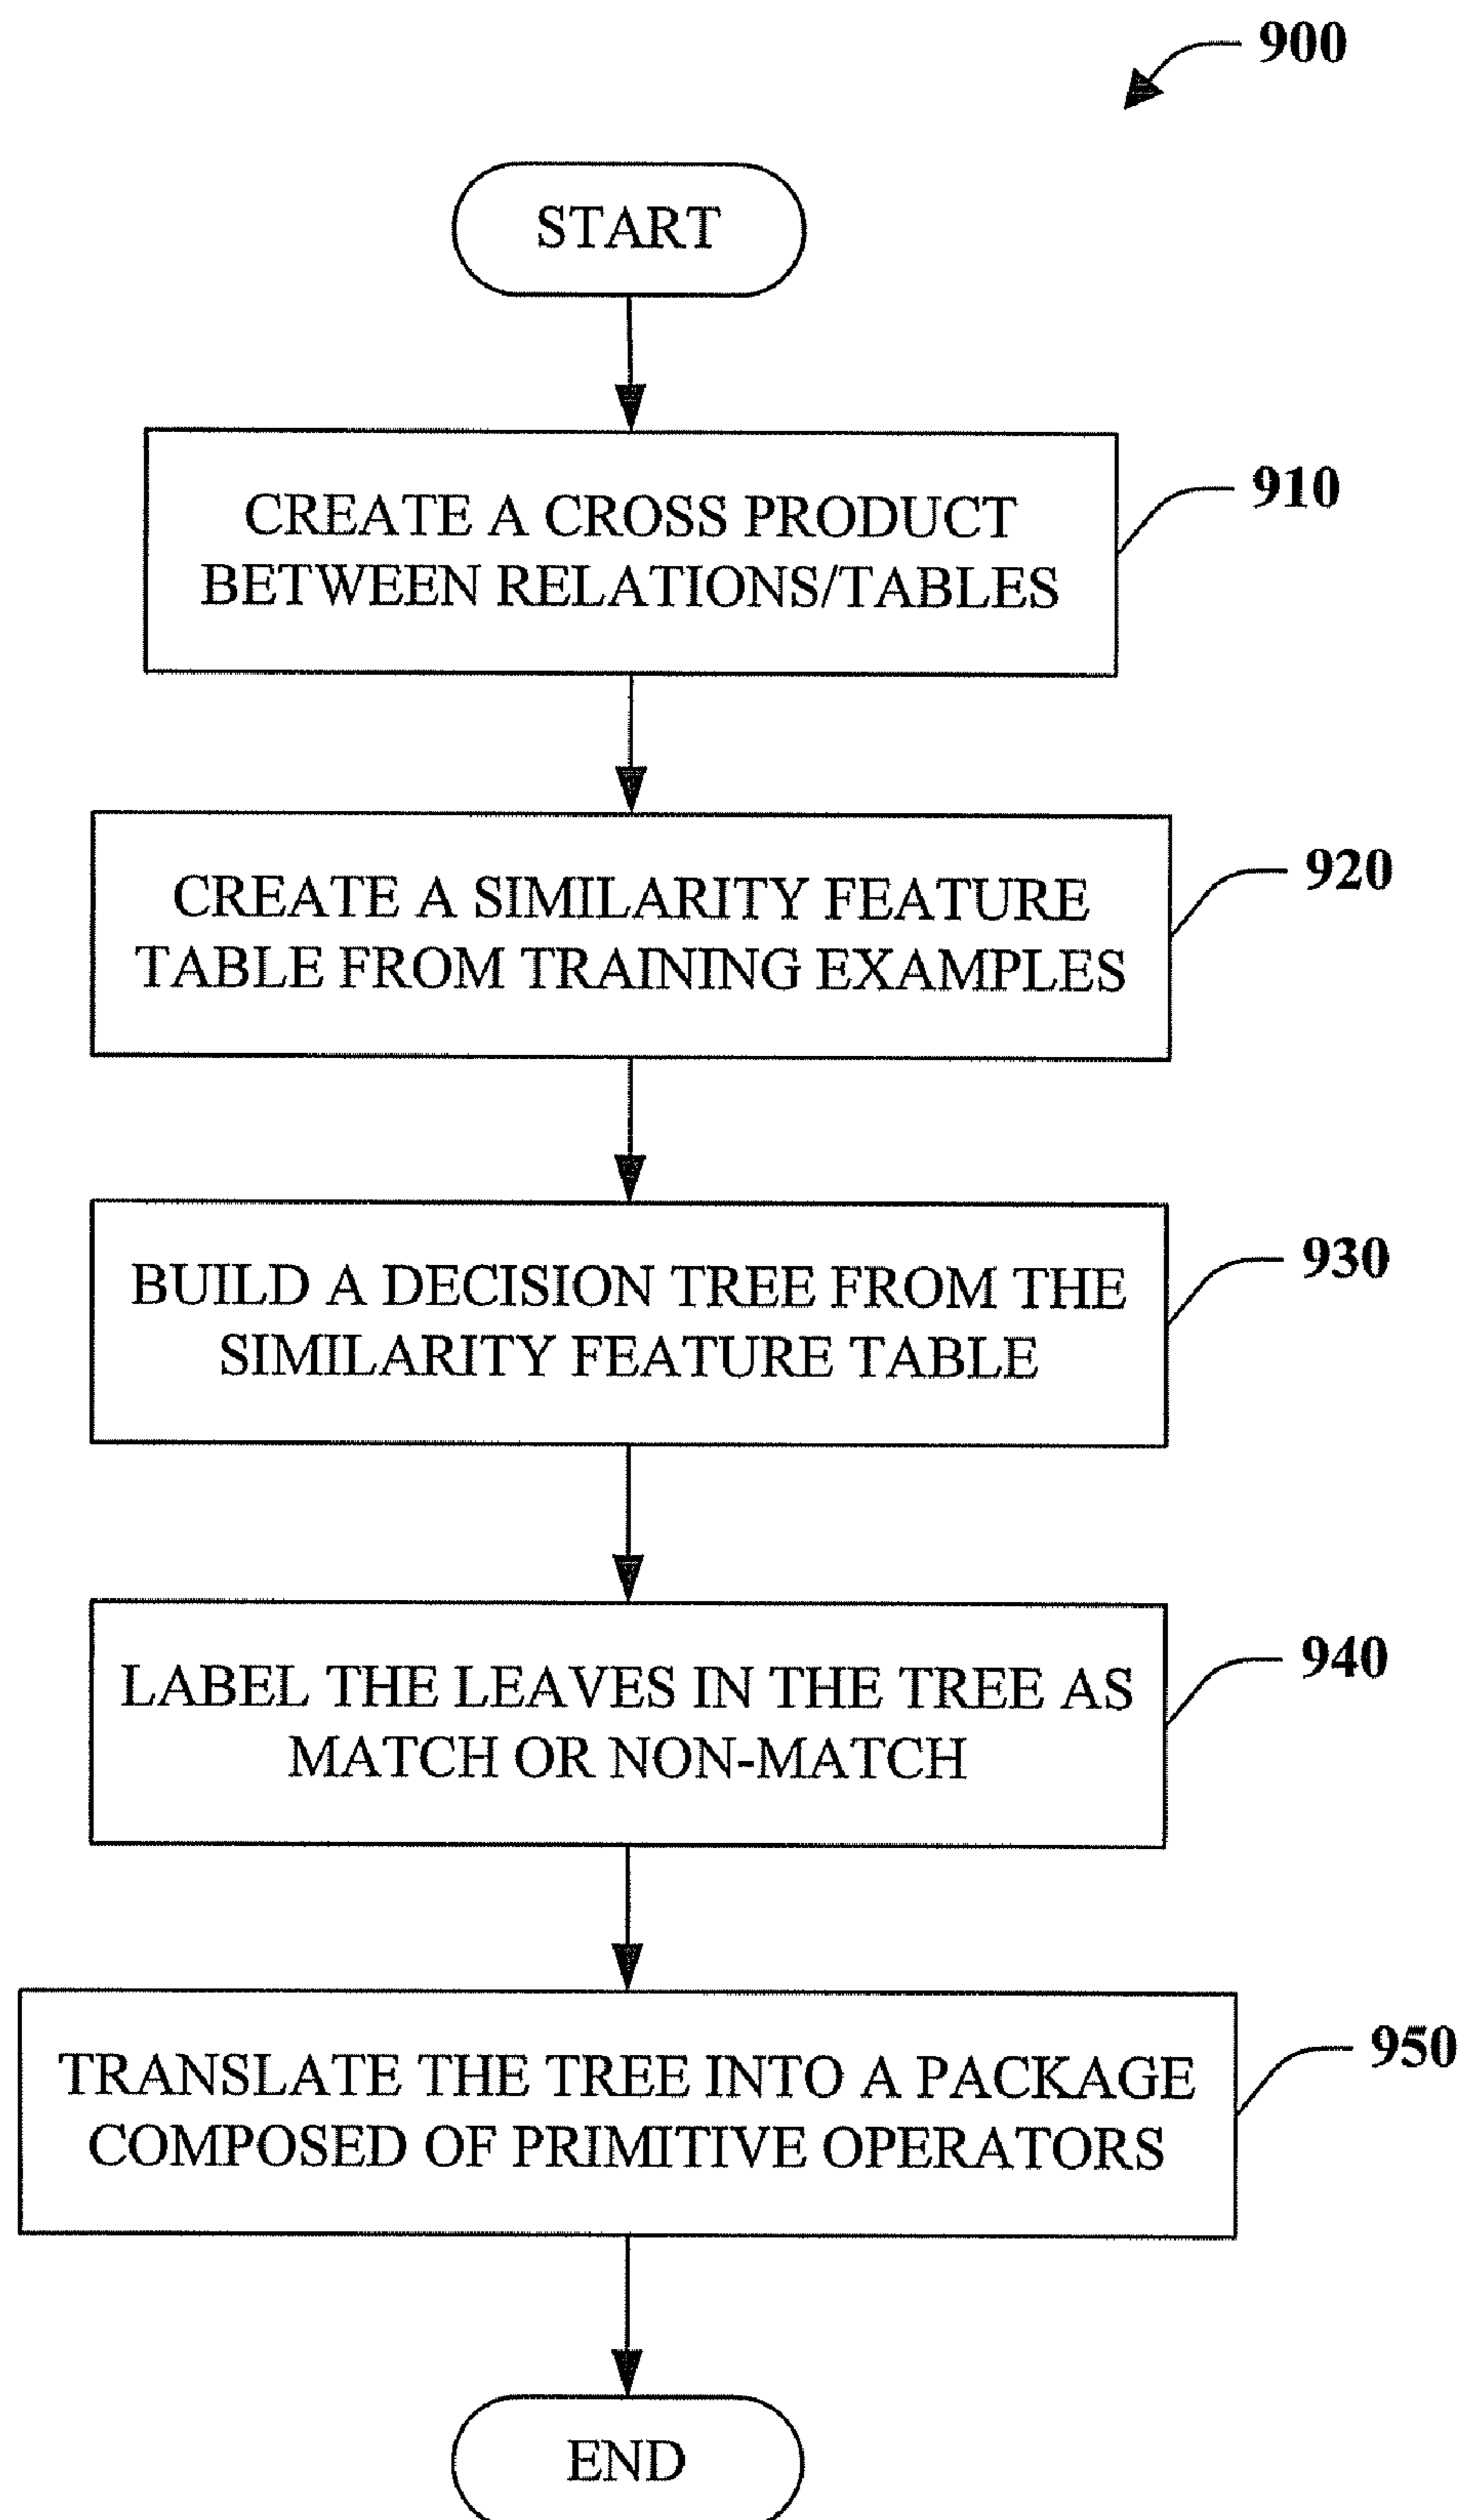 900
START
CREATE A CROSS PRODUCT
BETWEEN RELATIONS/TABLES
910
CREATE A SIMILARITY FEATURE
TABLE FROM TRAINING EXAMPLES
920
BUILD A DECISION TREE FROM THE
SIMILARITY FEATURE TABLE
930
LABEL THE LEAVES IN THE TREE AS
MATCH OR NON-MATCH
940
TRANSLATE THE TREE INTO A PACKAGE
COMPOSED OF PRIMITIVE OPERATORS
950
END